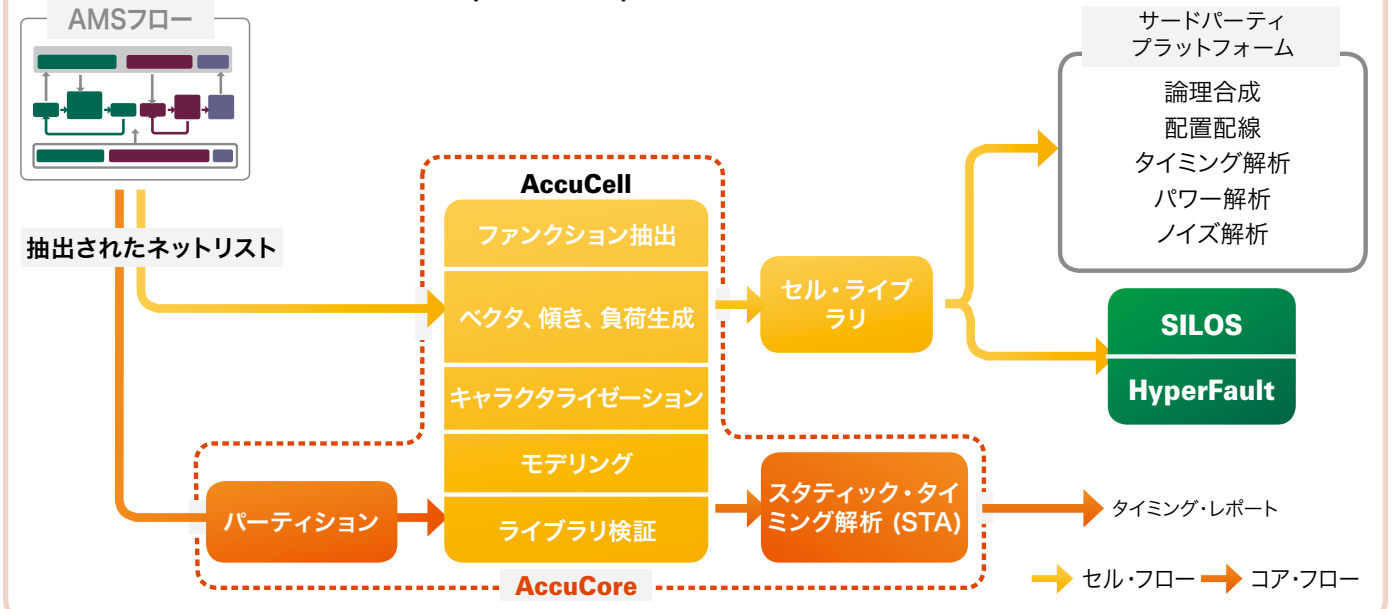 AMSフロー
サードパーティ
プラットフォーム
論理合成
配置配線
タイミング解析
パワー解析
ノイズ解析
抽出されたネットリスト
AccuCell
ファンクション抽出
ベクタ、傾き、負荷生成
キャラクタライゼーション
モデリング
ライブラリ検証
セル・ライブ
ラリ
SILOS
HyperFault
パーティション
スタティック・タイ
ミング解析 (STA)
タイミング・レポート
AccuCore
セル・フロー
コア・フロー